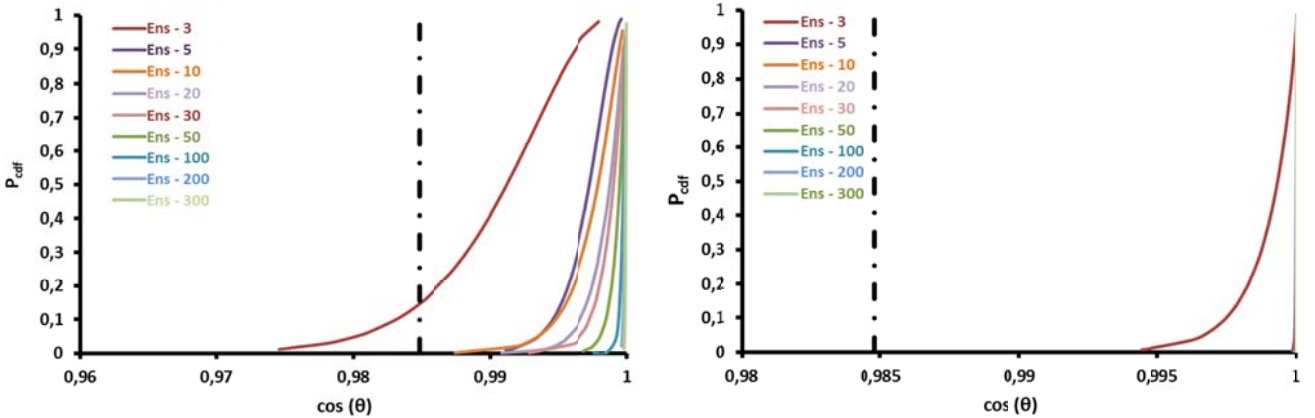 1
0,9
0,8
0,7
0,6
0,5
0,4
0,3
0,2
0,1
0
P cdf
Ens - 3
Ens - 5
Ens - 10
Ens - 20
Ens - 30
Ens - 50
Ens - 100
Ens - 200
Ens - 300
0,96 0,97 0,98 0,99 1
cos (θ)
1
0,9
0,8
0,7
0,6
0,5
0,4
0,3
0,2
0,1
0
P cdf
Ens - 3
Ens - 5
Ens - 10
Ens - 20
Ens - 30
Ens - 50
Ens - 100
Ens - 200
Ens - 300
0,98 0,985 0,99 0,995 1
cos (θ)